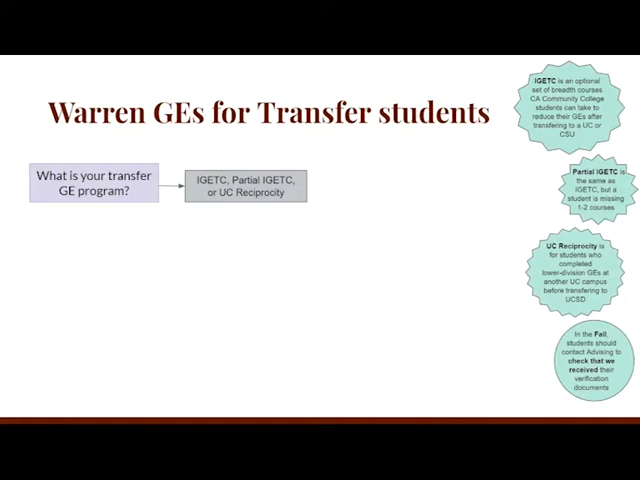 Warren GEs for Transfer students
What is your transfer
GE program?
IGETC, Partial IGETC,
or UC Reciprocity
IGETC is an optional
set of breadth courses
CA Community College
students can take to
reduce their GEs after
transferring to a UC or
CSU
Partial IGETC is
the same as
IGETC, but a
student is missing
1-2 courses
UC Reciprocity is
for students who
completed
lower-division GEs at
another UC campus
before transfering to
UCSD
In the Fall,
students should
contact Advising to
check that we
received their
verification
documents